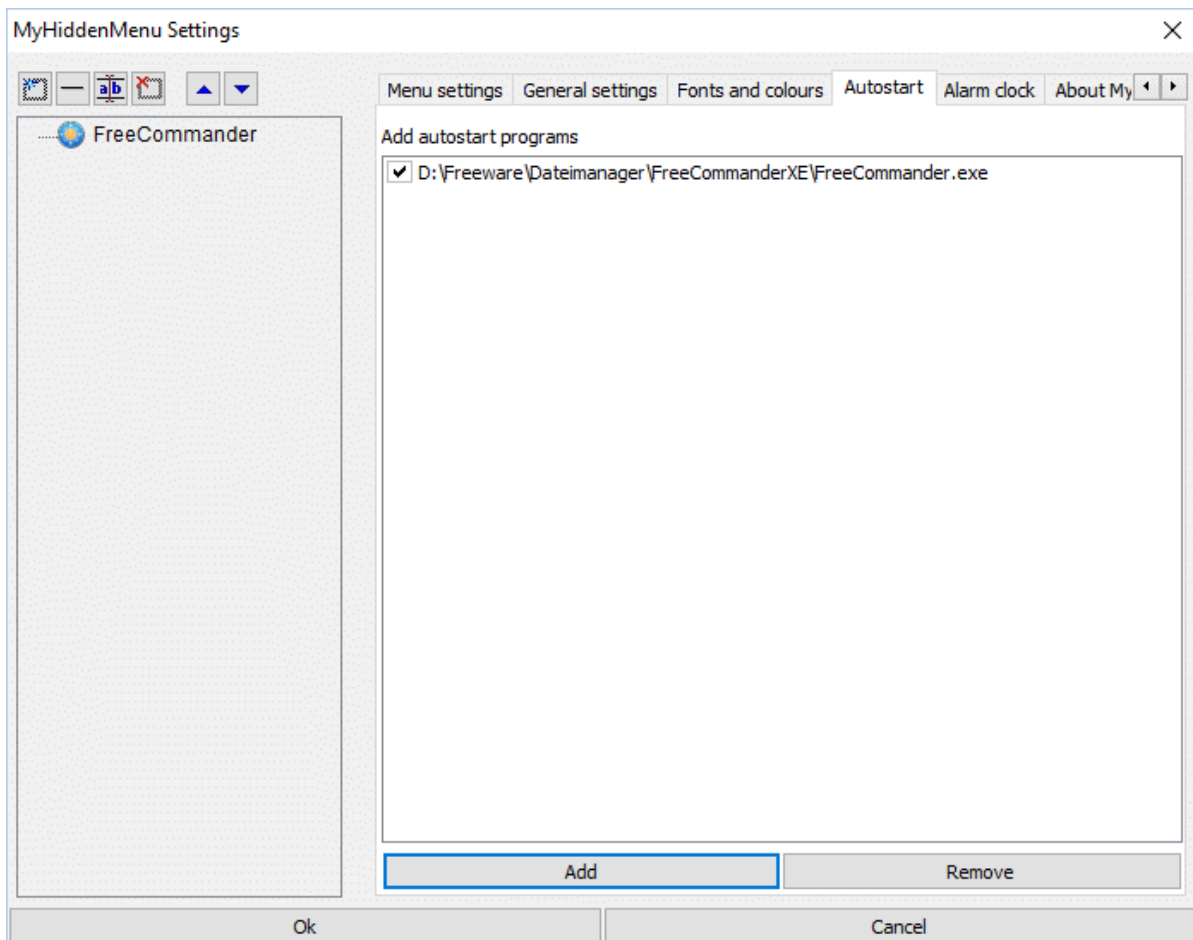 MyHiddenMenu Settings
a b
Menu settings General settings Fonts and colours Autostart Alarm clock About My
FreeCommander
Add autostart programs
D:\Freeware\Dateimanager\FreeCommanderXE\FreeCommander.exe
Add Remove
Ok Cancel